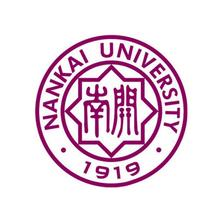 NANKAI UNIVERSITY
南開
· 1919 ·